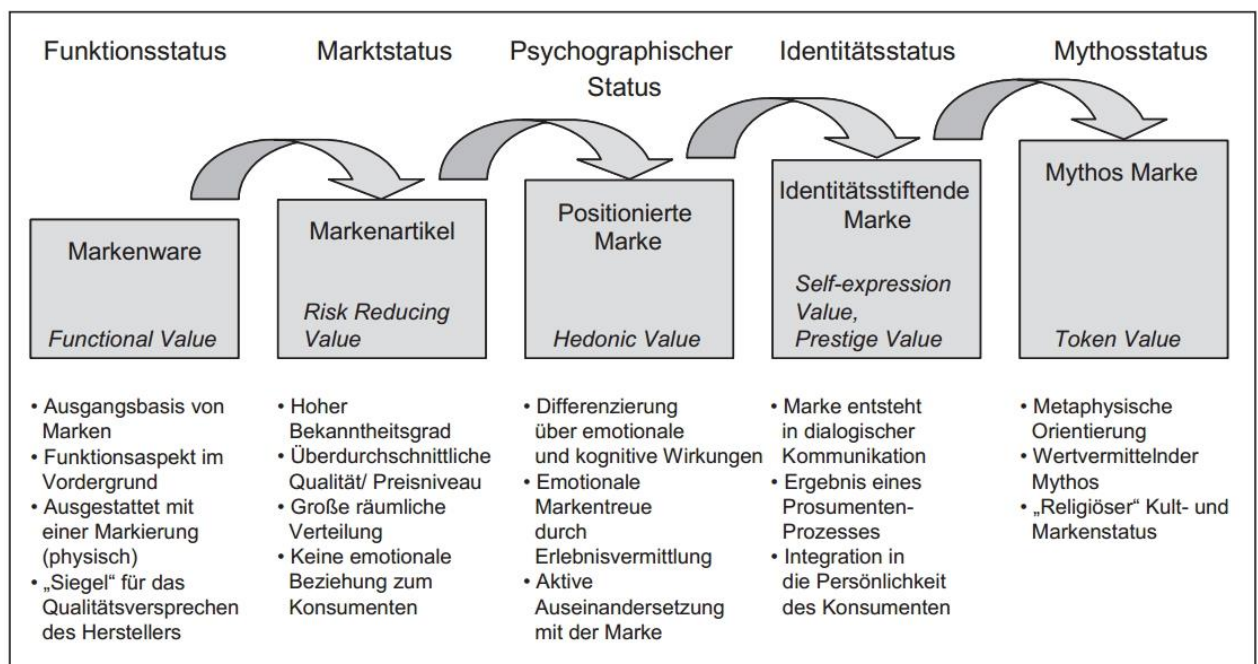 Funktionsstatus
Marktstatus
Psychographischer
Status
Identitätsstatus
Mythosstatus
Markenware
Functional Value
Markenartikel
Risk Reducing
Value
Positionierte
Marke
Hedonic Value
Identitätsstiftende
Marke
Self-expression
Value,
Prestige Value
Mythos Marke
Token Value
• Ausgangsbasis von
Marken
• Funktionsaspekt im
Vordergrund
• Ausgestattet mit
einer Markierung
(physisch)
• „Siegel“ für das
Qualitätsversprechen
des Herstellers
• Hoher
Bekanntheitsgrad
• Überdurchschnittliche
Qualität/ Preisniveau
• Große räumliche
Verteilung
• Keine emotionale
Beziehung zum
Konsumenten
• Differenzierung
über emotionale
und kognitive Wirkungen
• Emotionale
Markentreue
durch
Erlebnisvermittlung
• Aktive
Auseinandersetzung
mit der Marke
• Marke entsteht
in dialogischer
Kommunikation
• Ergebnis eines
Prosumenten-
Prozesses
• Integration in
die Persönlichkeit
des Konsumenten
• Metaphysische
Orientierung
• Wertvermittelnder
Mythos
• „Religiöser“ Kult- und
Markenstatus